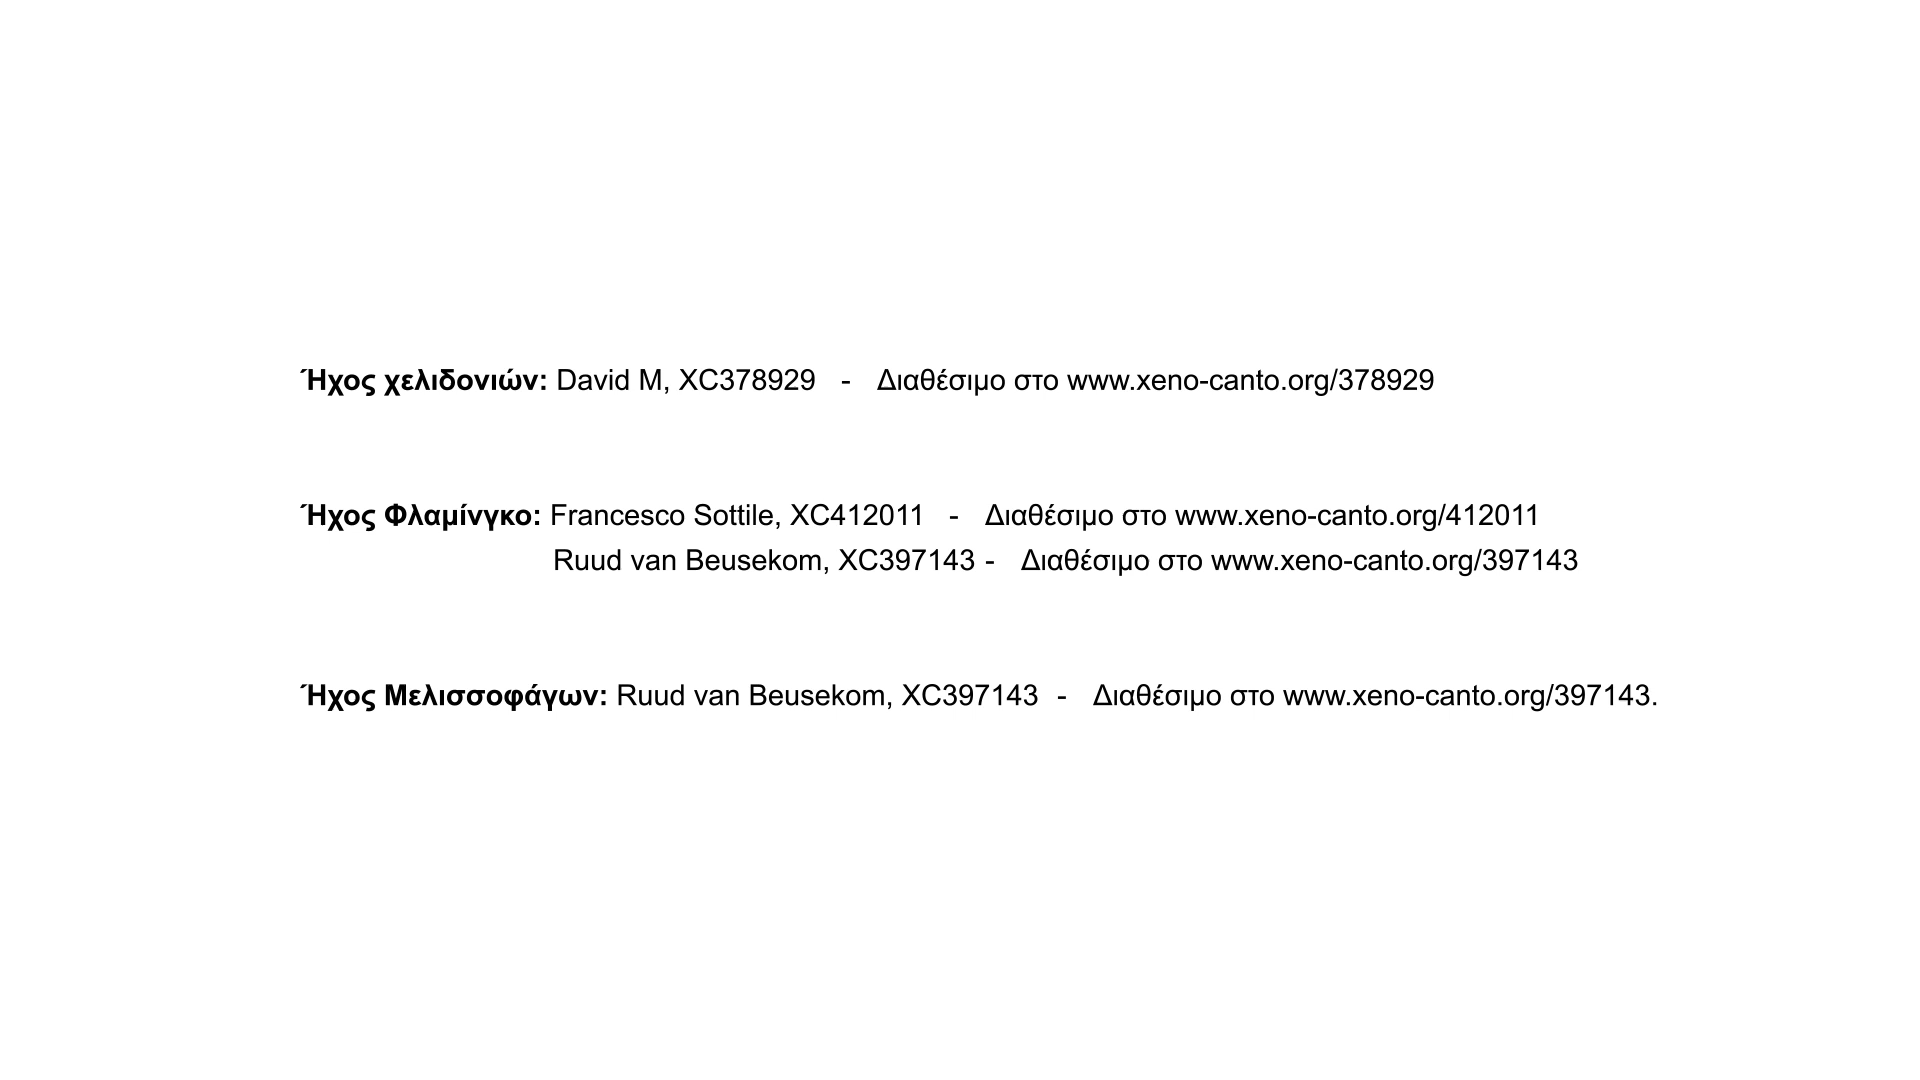 Ήχος χελιδονιών: David M, XC378929 - Διαθέσιμο στο www.xeno-canto.org/378929
Ήχος Φλαμίνγκο: Francesco Sottile, XC412011 - Διαθέσιμο στο www.xeno-canto.org/412011
Ruud van Beusekom, XC397143 - Διαθέσιμο στο www.xeno-canto.org/397143
Ήχος Μελισσοφάγων: Ruud van Beusekom, XC397143 - Διαθέσιμο στο www.xeno-canto.org/397143.